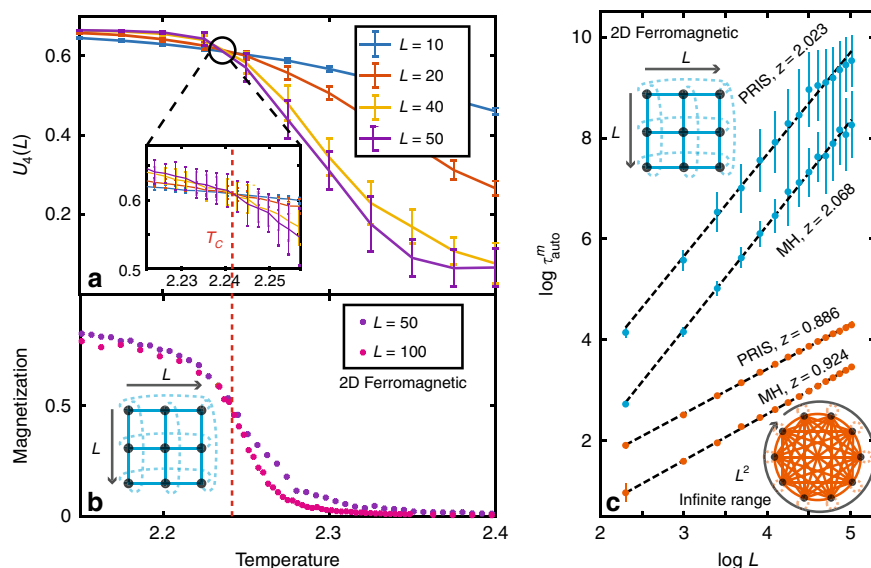 0.6
0.4
0.2
U₄(L)
L = 10
L = 20
L = 40
L = 50
0.6
0.5
T_C
2.23
2.24
2.25
a
L = 50
L = 100
2D Ferromagnetic
L
L
1
0.5
0
Magnetization
b
2.2
2.3
2.4
Temperature
2D Ferromagnetic
L
L
PRIS, z = 2.023
MH, z = 2.068
PRIS, z = 0.886
MH, z = 0.924
L²
Infinite range
10
8
6
4
2
log τᵐ_auto
c
2
3
4
5
log L